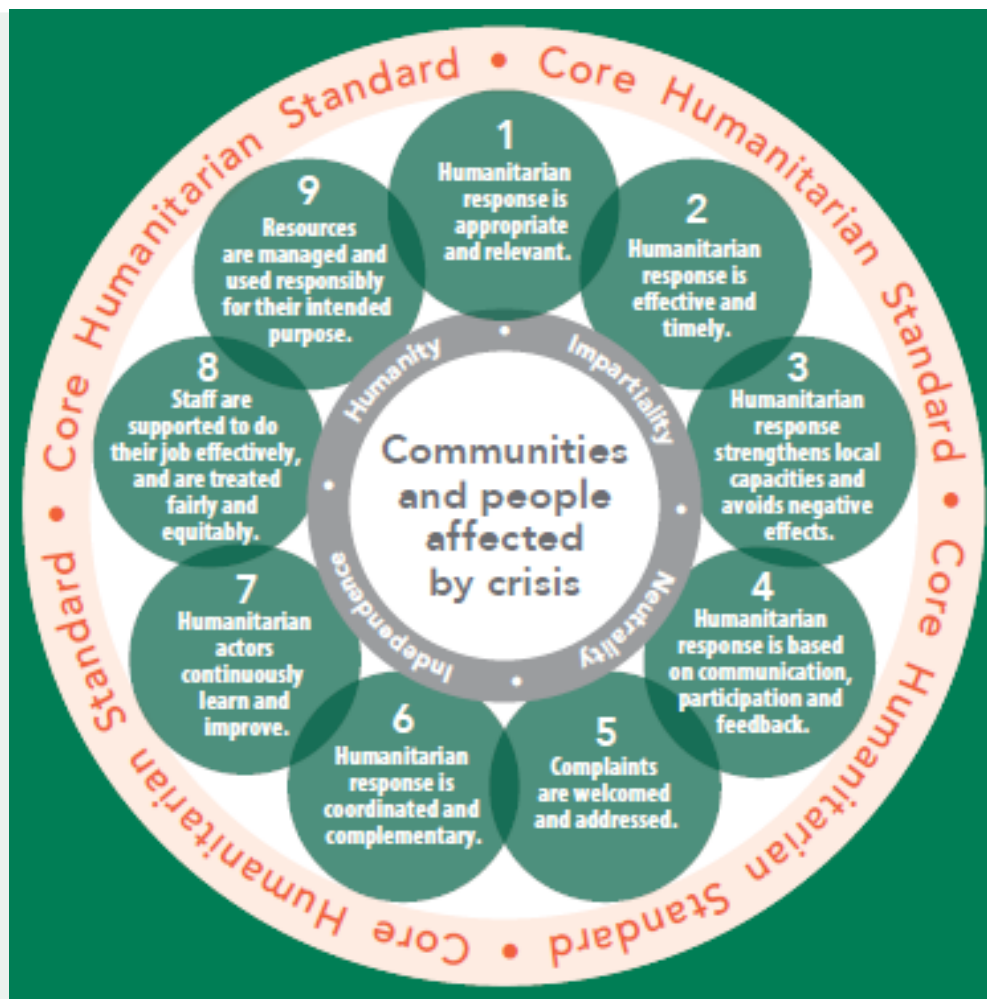 Core Humanitarian Standard • Core Humanitarian Standard • Core Humanitarian Standard • Core Humanitarian Standard •
1
Humanitarian
response is
appropriate
and relevant.
2
Humanitarian
response is
effective and
timely.
3
Humanitarian
response
strengthens local
capacities and
avoids negative
effects.
4
Humanitarian
response is based
on communication,
participation and
feedback.
5
Complaints
are welcomed
and addressed.
6
Humanitarian
response is
coordinated and
complementary.
7
Humanitarian
actors
continuously
learn and
improve.
8
Staff are
supported to do
their job effectively,
and are treated
fairly and
equitably.
9
Resources
are managed and
used responsibly
for their intended
purpose.
Humanity • Impartiality • Neutrality • Independence •
Communities
and people
affected
by crisis